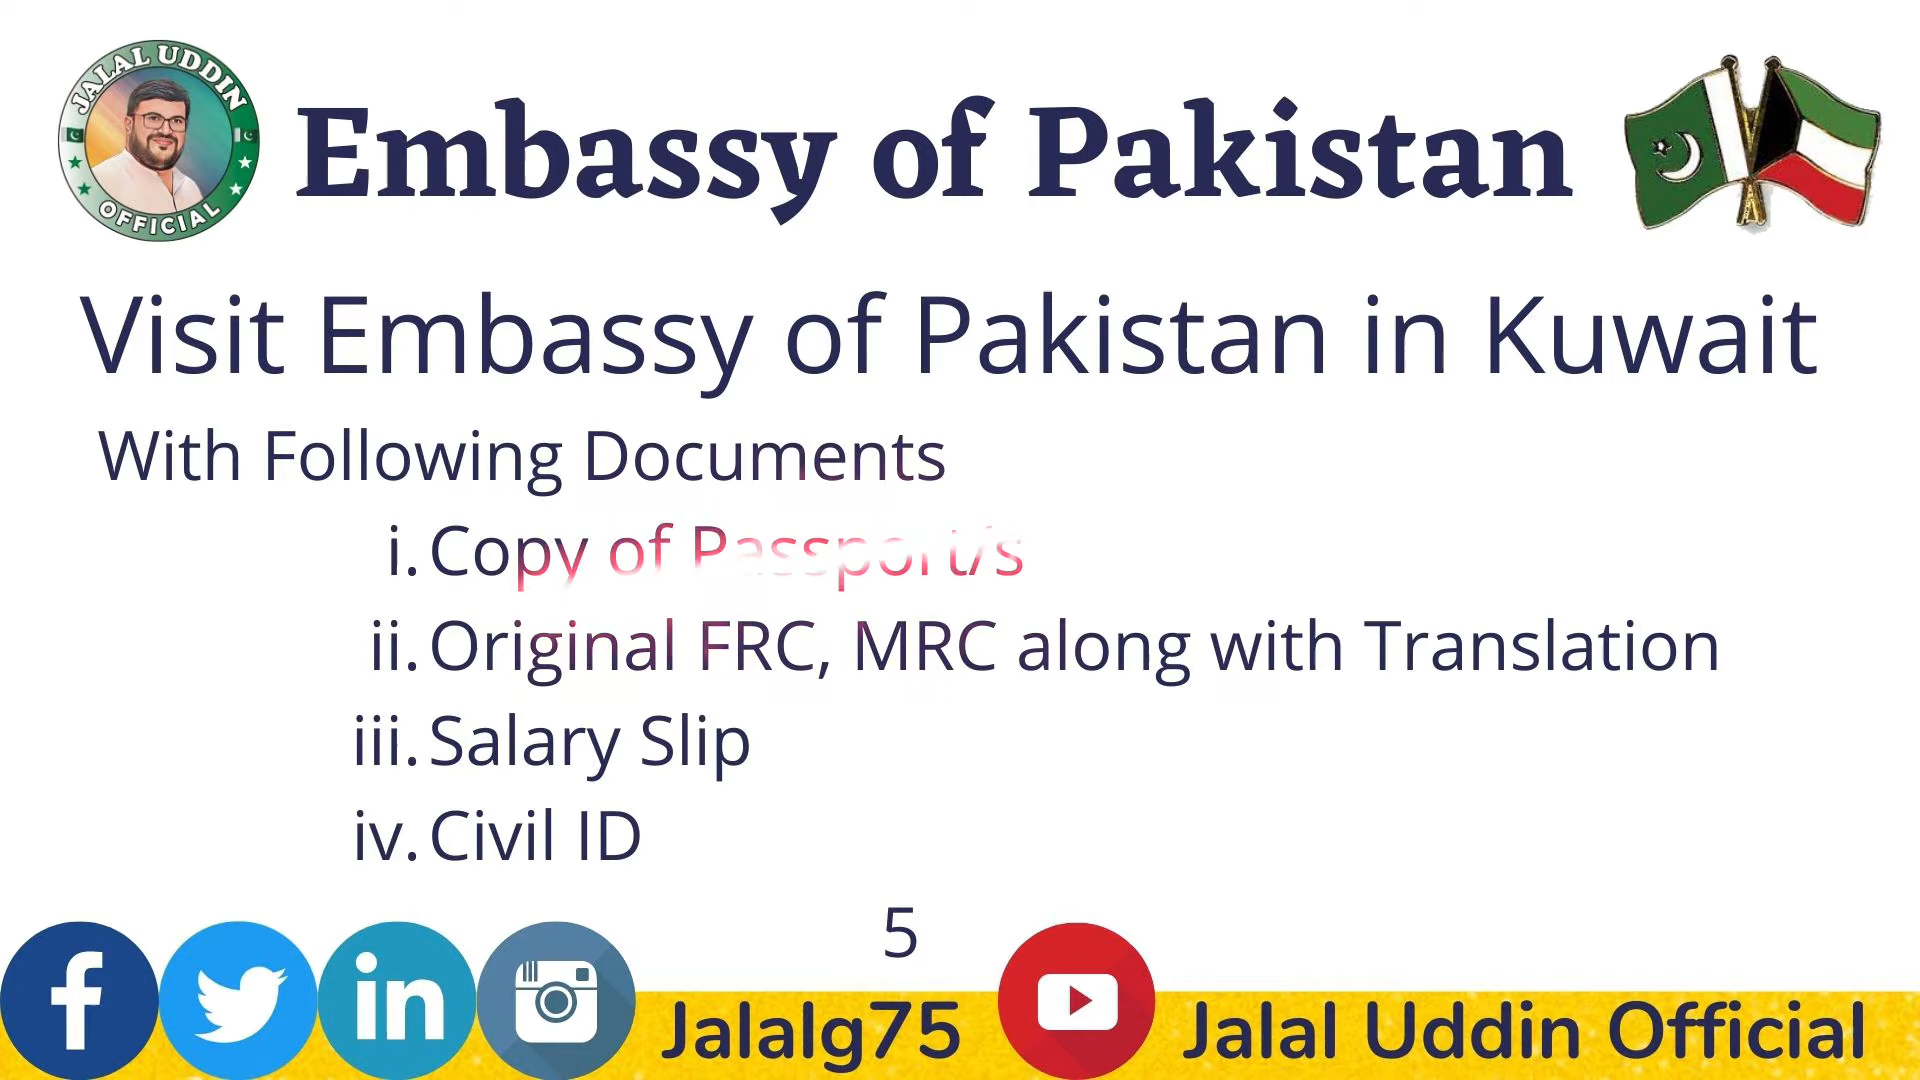 JALAL UDDIN
OFFICIAL
Embassy of Pakistan
Visit Embassy of Pakistan in Kuwait
With Following Documents
i. Copy of Passport/s
ii. Original FRC, MRC along with Translation
iii. Salary Slip
iv. Civil ID
5
Jalalg75
Jalal Uddin Official